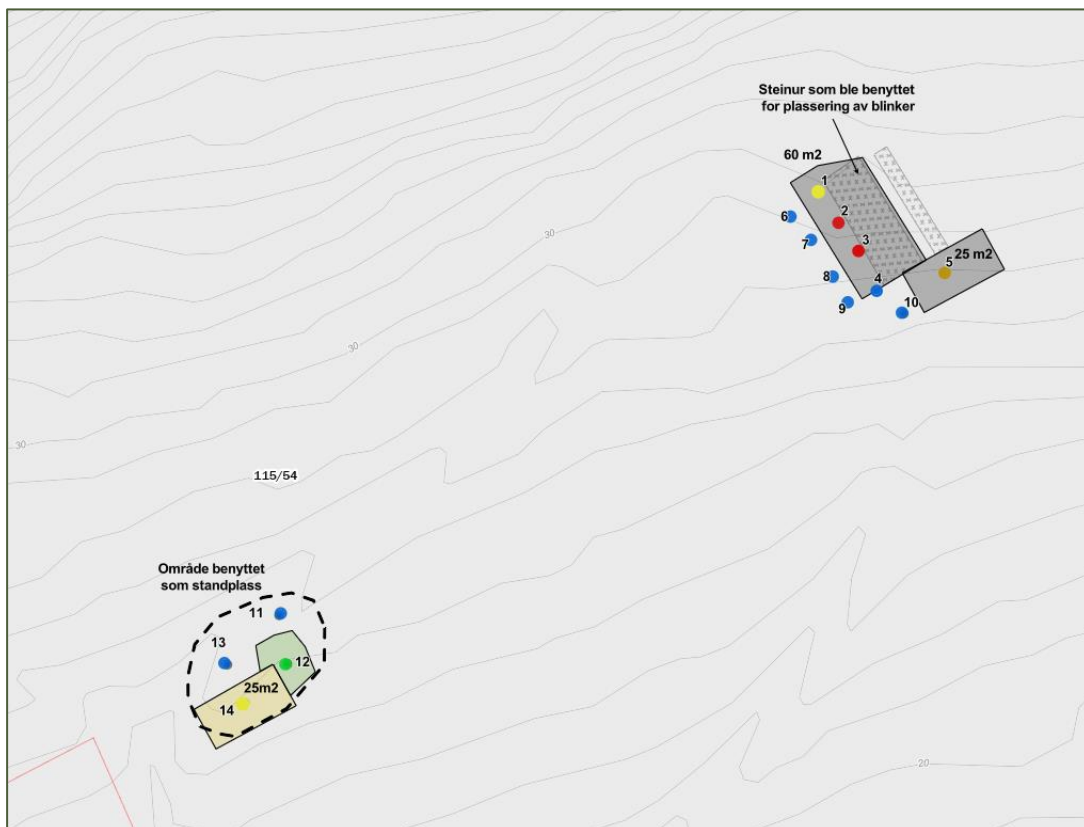 Steinur som ble benyttet
for plassering av blinker
60 m2
1
2
6
30
7
3
25 m2
5
8
4
10
9
30
30
115/54
Område benyttet
som standplass
11
13
12
25m2
14
20